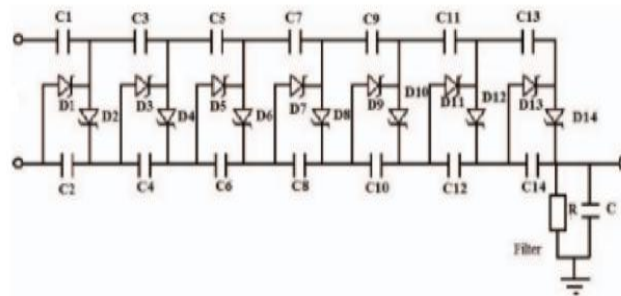 C1 C3 C5 C7 C9 C11 C13
D1 D2 D3 D4 D5 D6 D7 D8 D9 D10 D11 D12 D13 D14
C2 C4 C6 C8 C10 C12 C14
R C
Filter